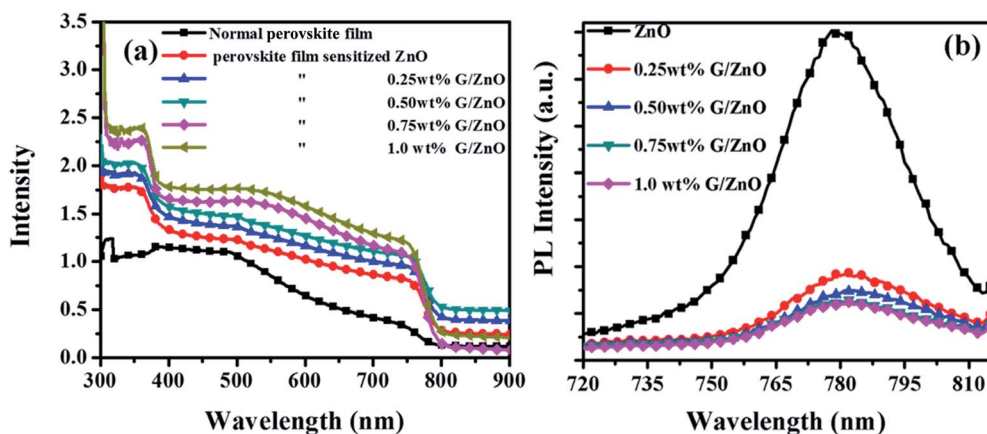 (a)
Normal perovskite film
perovskite film sensitized ZnO
" 0.25wt% G/ZnO
" 0.50wt% G/ZnO
" 0.75wt% G/ZnO
" 1.0 wt% G/ZnO
3.5
3.0
2.5
2.0
1.5
1.0
0.5
0.0
Intensity
300 400 500 600 700 800 900
Wavelength (nm)
(b)
ZnO
0.25wt% G/ZnO
0.50wt% G/ZnO
0.75wt% G/ZnO
1.0 wt% G/ZnO
PL Intensity (a.u.)
720 735 752 765 780 795 810
Wavelength (nm)